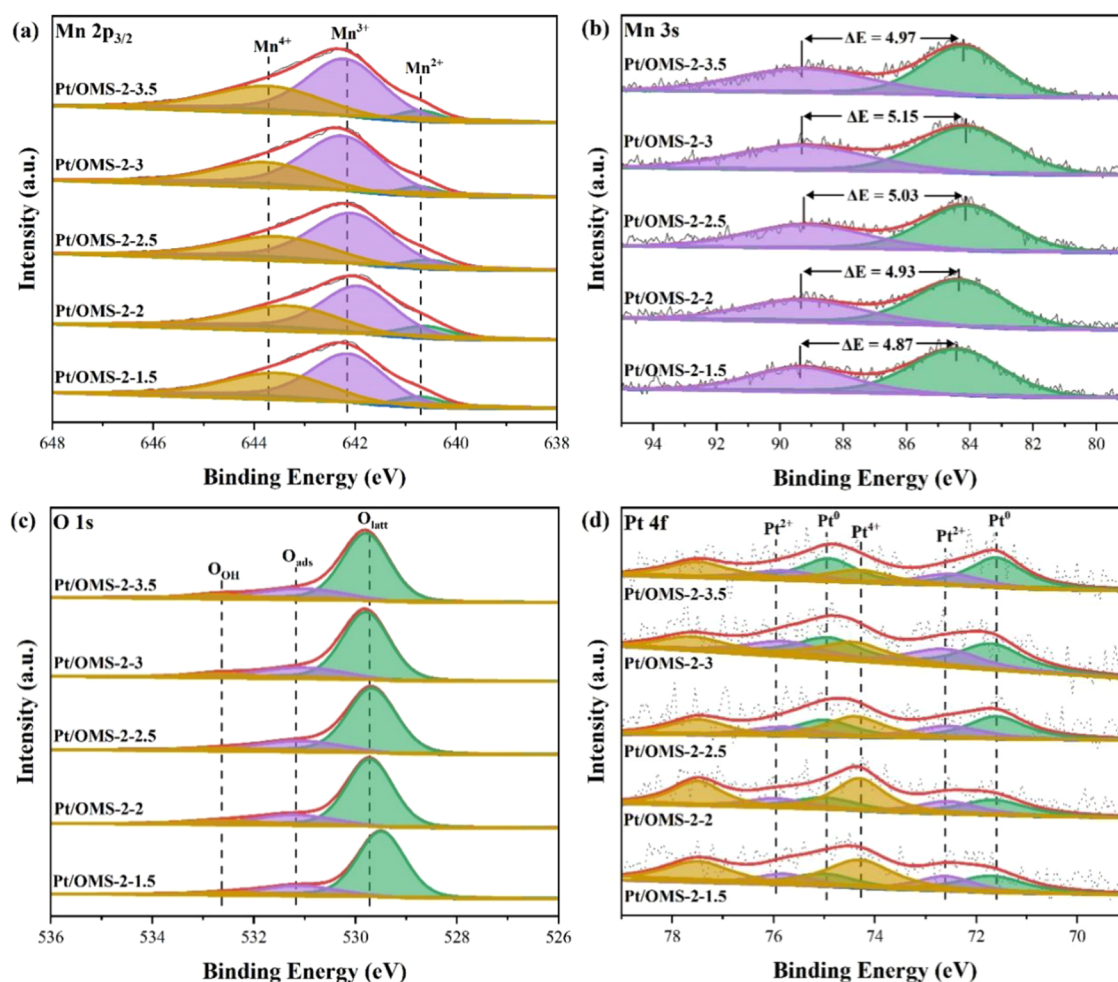 (a) Mn 2p₃/₂
Mn⁴⁺
Mn³⁺
Mn²⁺
Pt/OMS-2-3.5
Pt/OMS-2-3
Pt/OMS-2-2.5
Pt/OMS-2-2
Pt/OMS-2-1.5
648 646 644 642 640 638
Binding Energy (eV)
Intensity (a.u.)
(b) Mn 3s
ΔE = 4.97
Pt/OMS-2-3.5
ΔE = 5.15
Pt/OMS-2-3
ΔE = 5.03
Pt/OMS-2-2.5
ΔE = 4.93
Pt/OMS-2-2
ΔE = 4.87
Pt/OMS-2-1.5
94 92 90 88 86 84 82 80
Binding Energy (eV)
Intensity (a.u.)
(c) O 1s
O_OH
O_ads
O_latt
Pt/OMS-2-3.5
Pt/OMS-2-3
Pt/OMS-2-2.5
Pt/OMS-2-2
Pt/OMS-2-1.5
536 534 532 530 528 526
Binding Energy (eV)
Intensity (a.u.)
(d) Pt 4f
Pt²⁺ Pt⁰ Pt⁴⁺ Pt²⁺ Pt⁰
Pt/OMS-2-3.5
Pt/OMS-2-3
Pt/OMS-2-2.5
Pt/OMS-2-2
Pt/OMS-2-1.5
78 76 74 72 70
Binding Energy (eV)
Intensity (a.u.)